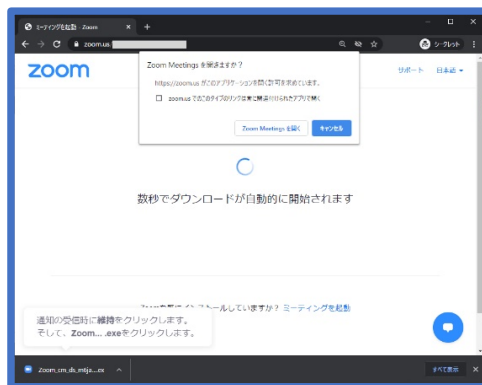 ミーティングを起動 - Zoom
zoom.us
シークレット
Zoom Meetings を開きますか？
https://zoom.us がこのアプリケーションを開く許可を求めています。
zoom.us でこのタイプのリンクは常に関連付けられたアプリで開く
Zoom Meetings を開く
キャンセル
zoom
サポート
日本語
数秒でダウンロードが自動的に開始されます
ミーティングを起動
通知の受信時に維持をクリックします。
そして、Zoom... .exeをクリックします。
Zoom_cm_ds_mtja....ex
すべて表示